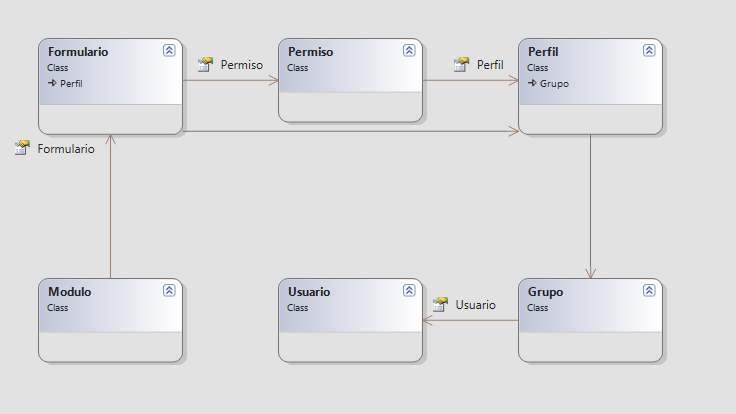 Formulario
Class
Perfil
Permiso
Permiso
Class
Perfil
Perfil
Class
Grupo
Formulario
Modulo
Class
Usuario
Class
Usuario
Grupo
Class